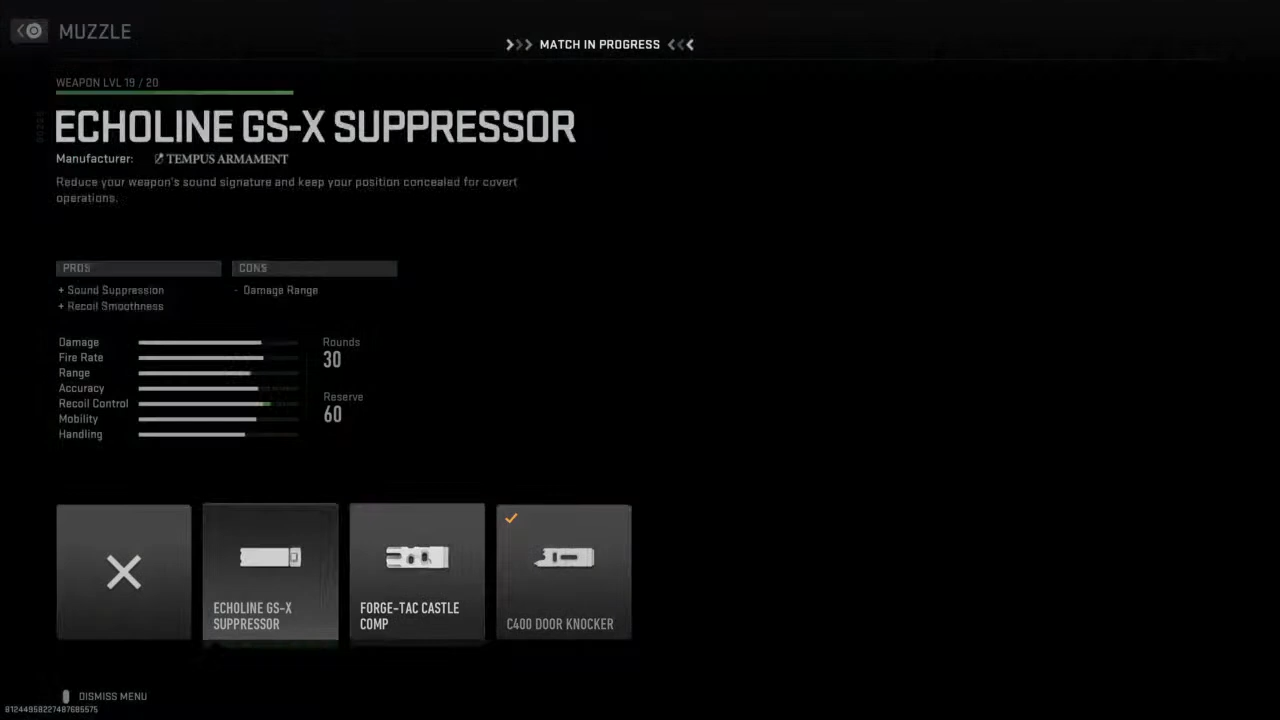 MUZZLE
MATCH IN PROGRESS
WEAPON LVL 19 / 20
ECHOLINE GS-X SUPPRESSOR
Manufacturer: TEMPUS ARMAMENT
Reduce your weapon's sound signature and keep your position concealed for covert
operations.
PROS CONS
+ Sound Suppression - Damage Range
+ Recoil Smoothness
Damage
Fire Rate
Range
Accuracy
Recoil Control
Mobility
Handling
Rounds
30
Reserve
60
ECHOLINE GS-X
SUPPRESSOR
FORGE-TAC CASTLE
COMP
C400 DOOR KNOCKER
DISMISS MENU